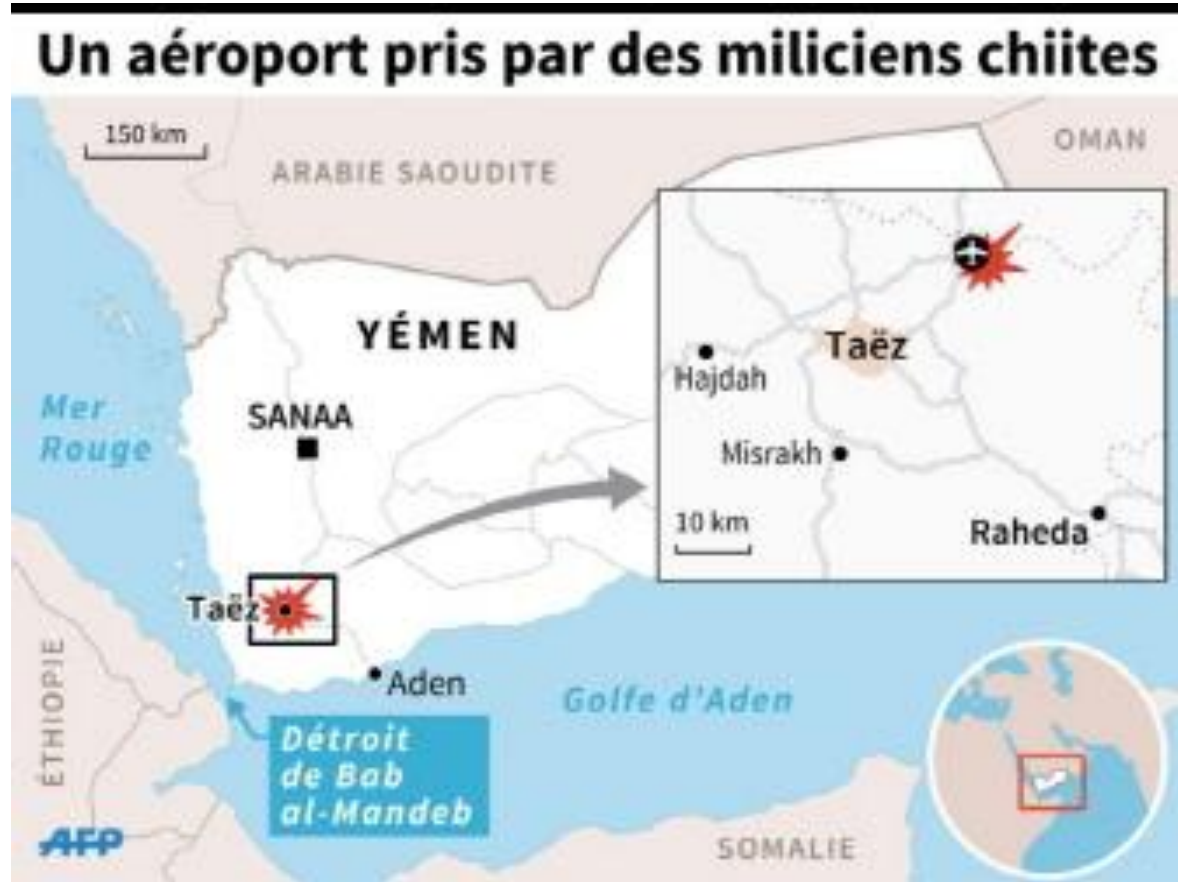 Un aéroport pris par des miliciens chiites
150 km
ARABIE SAOUDITE
OMAN
YÉMEN
Mer
Rouge
SANAA
Taëz
Hajdah
Misrakh
10 km
Raheda
Taëz
Aden
Golfe d'Aden
ÉTHIOPIE
Détroit
de Bab
al-Mandeb
AFP
SOMALIE